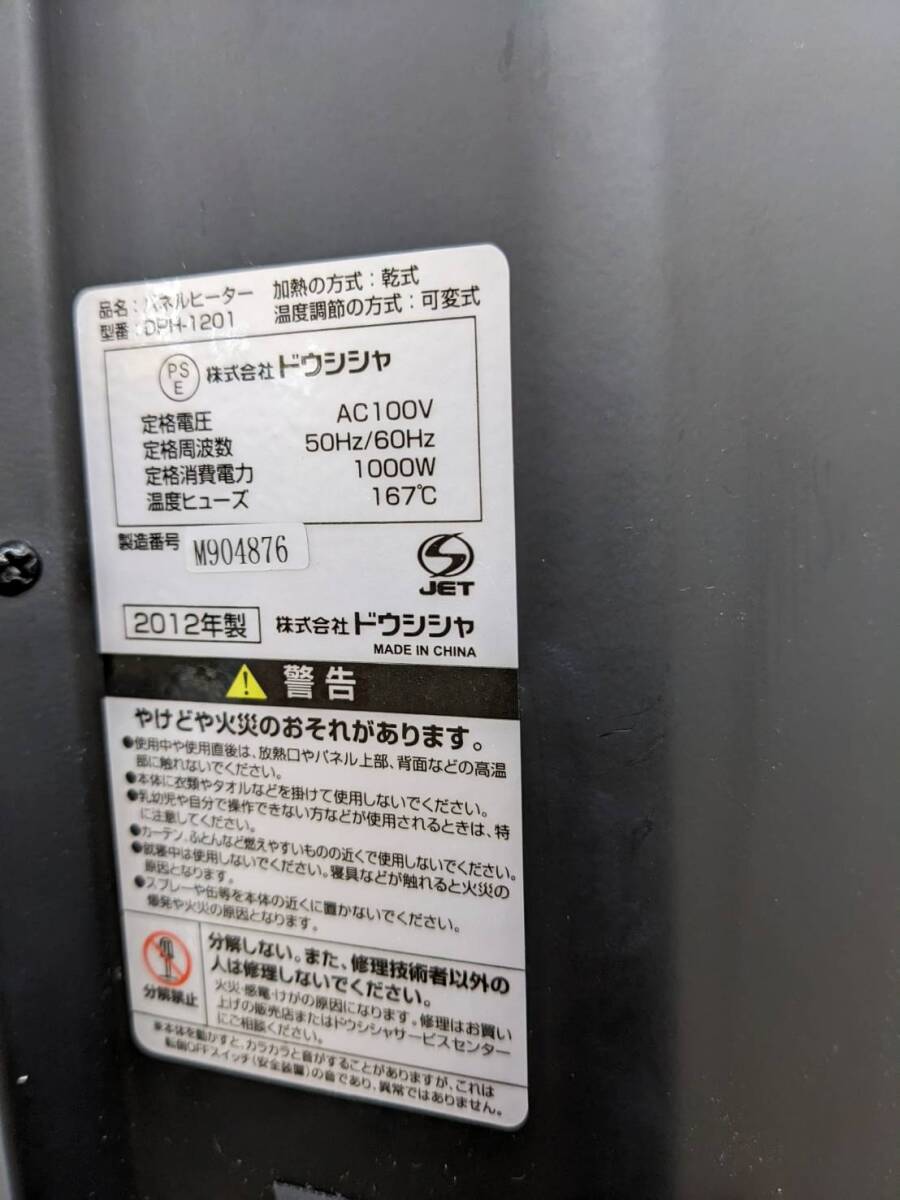 品名：パネルヒーター 加熱の方式：乾式
型番：DPH-1201 温度調節の方式：可変式
PS
E
株式会社ドウシシャ
定格電圧 AC100V
定格周波数 50Hz/60Hz
定格消費電力 1000W
温度ヒューズ 167℃
製造番号 M904876
JET
2012年製 株式会社ドウシシャ
MADE IN CHINA
警告
やけどや火災のおそれがあります。
●使用中や使用直後は、放熱口やパネル上部、背面などの高温
部に触れないでください。
●本体に衣類やタオルなどを掛けて使用しないでください。
●乳幼児や自分で操作できない方などが使用されるときは、特
に注意してください。
●カーテン、ふとんなど燃えやすいものの近くで使用しないでください。
●就寝中は使用しないでください。寝具などが触れると火災の
原因となります。
●スプレーや缶等を本体の近くに置かないでください。
爆発や火災の原因となります。
分解禁止
分解しない。また、修理技術者以外の
人は修理しないでください。
火災・感電・けがの原因になります。修理はお買い
上げの販売店またはドウシシャサービスセンター
にご相談ください。
※本体を動かすと、カラカラと音がすることがありますが、これは
転倒OFFスイッチ(安全装置)の音であり、異常ではありません。